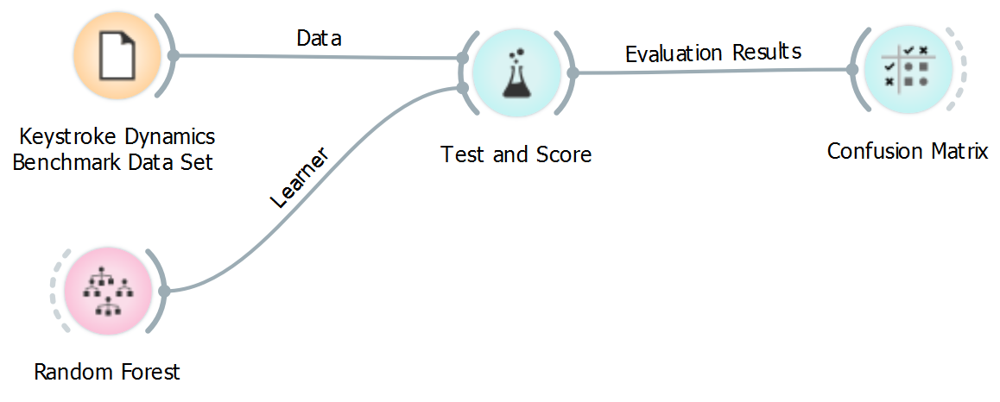 Data
Evaluation Results
Keystroke Dynamics
Benchmark Data Set
Test and Score
Confusion Matrix
Learner
Random Forest